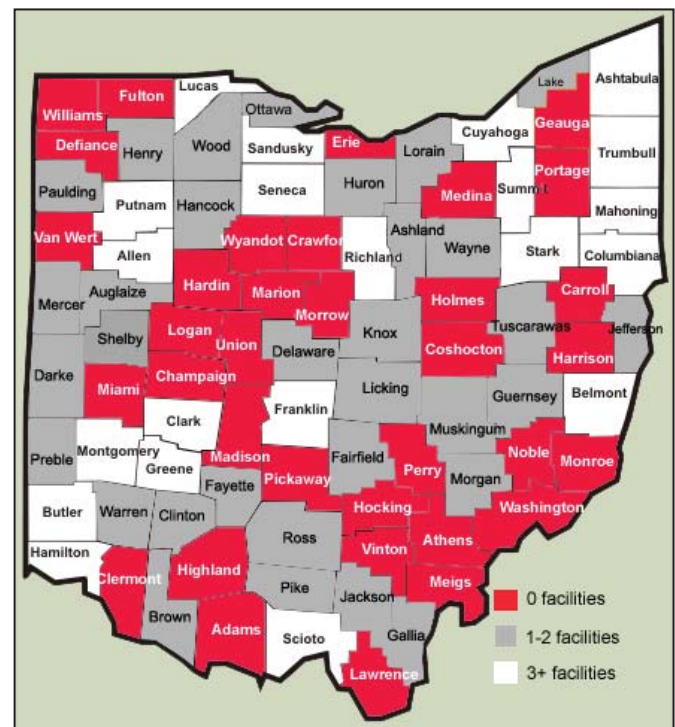 Lucas
Ashtabula
Lake
Fulton
Williams
Ottawa
Geauga
Cuyahoga
Defiance
Henry
Wood
Sandusky
Erie
Lorain
Trumbull
Portage
Huron
Medina
Summit
Paulding
Putnam
Hancock
Seneca
Mahoning
Van Wert
Allen
Wyandot
Crawfor
Richland
Ashland
Wayne
Stark
Columbiana
Hardin
Marion
Morrow
Holmes
Carroll
Mercer
Auglaize
Logan
Union
Knox
Coshocton
Tuscarawas
Jefferson
Shelby
Delaware
Harrison
Darke
Miami
Champaign
Licking
Guernsey
Belmont
Clark
Franklin
Muskingum
Montgomery
Madison
Fairfield
Perry
Noble
Monroe
Preble
Greene
Fayette
Pickaway
Morgan
Hocking
Washington
Butler
Warren
Clinton
Ross
Athens
Hamilton
Vinton
Clermont
Highland
Meigs
Pike
Jackson
Brown
Adams
Scioto
Gallia
Lawrence
0 facilities
1-2 facilities
3+ facilities